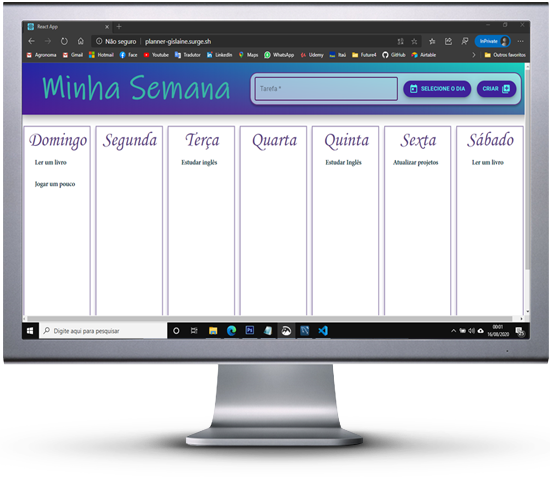 React App
Não seguro | planner-gislaine.surge.sh
InPrivate
Agronoma Gmail Hotmail Face Youtube Tradutor LinkedIn Maps WhatsApp Udemy Itaú Future4 GitHub Airtable Outros favoritos
Minha Semana
Tarefa *
SELECIONE O DIA
CRIAR
Domingo Segunda Terça Quarta Quinta Sexta Sábado
Ler um livro Estudar inglês Estudar Inglês Atualizar projetos Ler um livro
Jogar um pouco
Digite aqui para pesquisar
00:01
16/08/2020